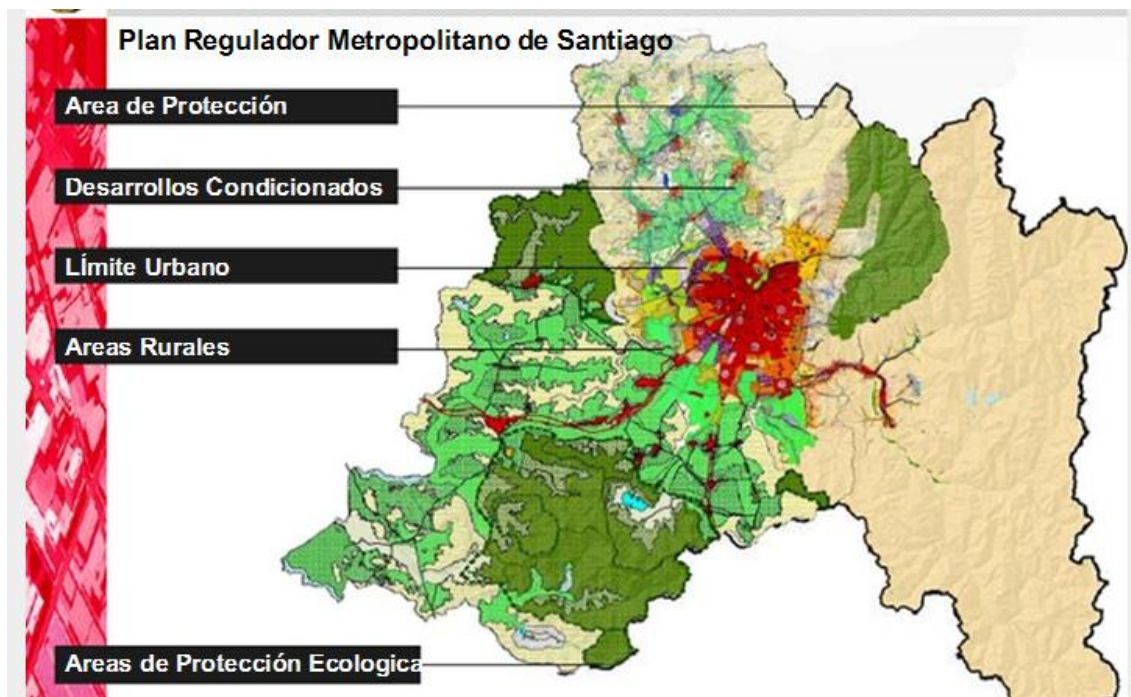 Plan Regulador Metropolitano de Santiago
Area de Protección
Desarrollos Condicionados
LÍmite Urbano
Areas Rurales
Areas de Protección Ecologica